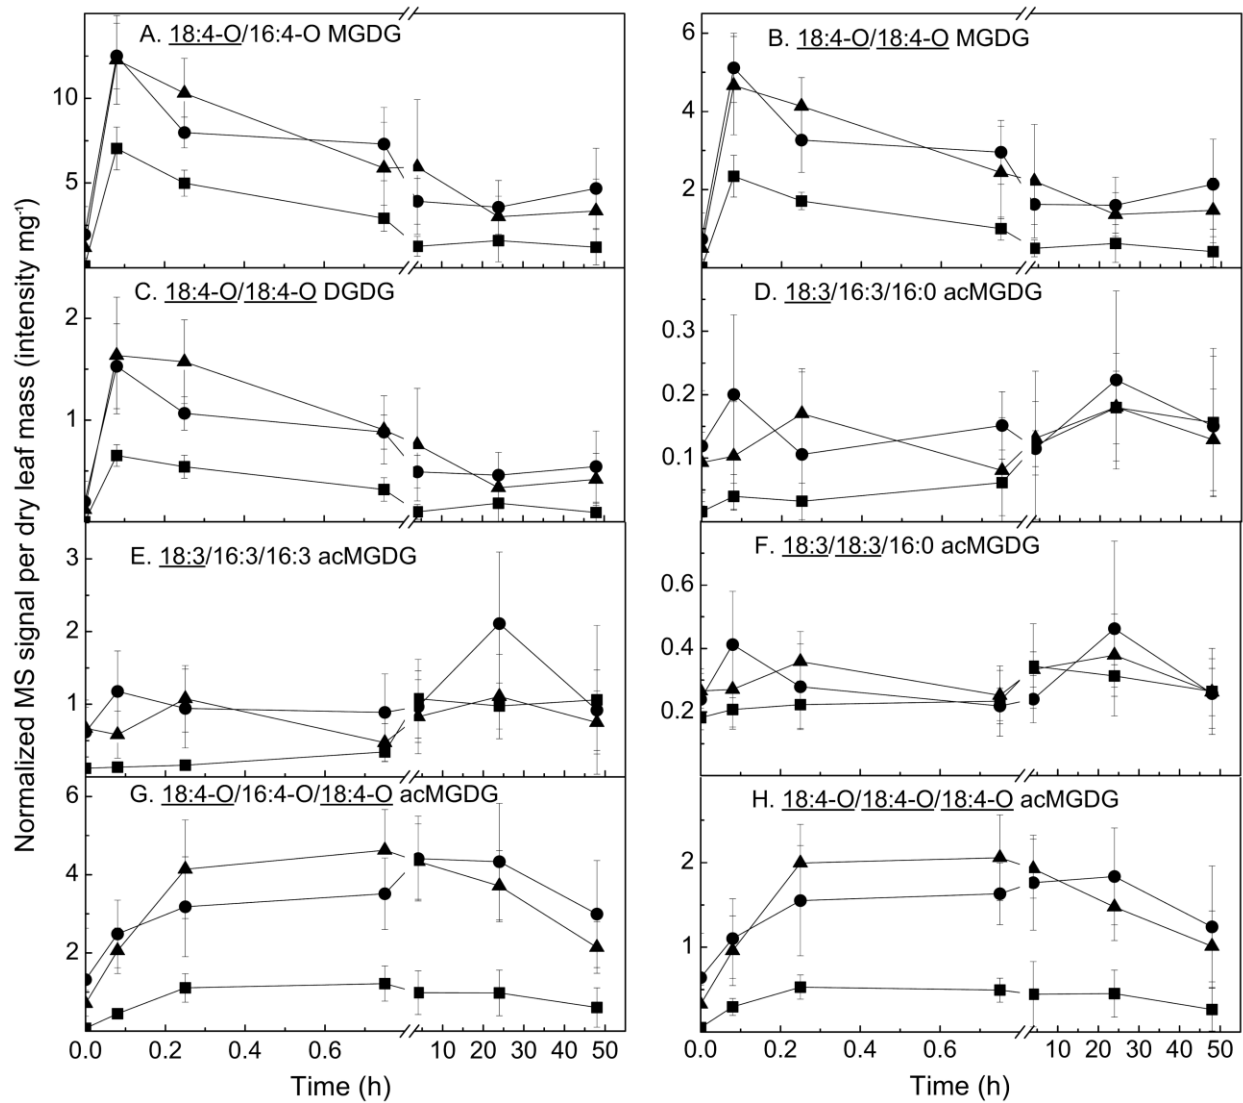 A. 18:4-O/16:4-O MGDG
10
5
B. 18:4-O/18:4-O MGDG
6
4
2
C. 18:4-O/18:4-O DGDG
2
1
D. 18:3/16:3/16:0 acMGDG
0.3
0.2
0.1
E. 18:3/16:3/16:3 acMGDG
3
2
1
F. 18:3/18:3/16:0 acMGDG
0.6
0.4
0.2
G. 18:4-O/16:4-O/18:4-O acMGDG
6
4
2
H. 18:4-O/18:4-O/18:4-O acMGDG
2
1
0.0 0.2 0.4 0.6 10 20 30 40 50
0.0 0.2 0.4 0.6 10 20 30 40 50
Time (h)
Time (h)
Normalized MS signal per dry leaf mass (intensity mg⁻¹)